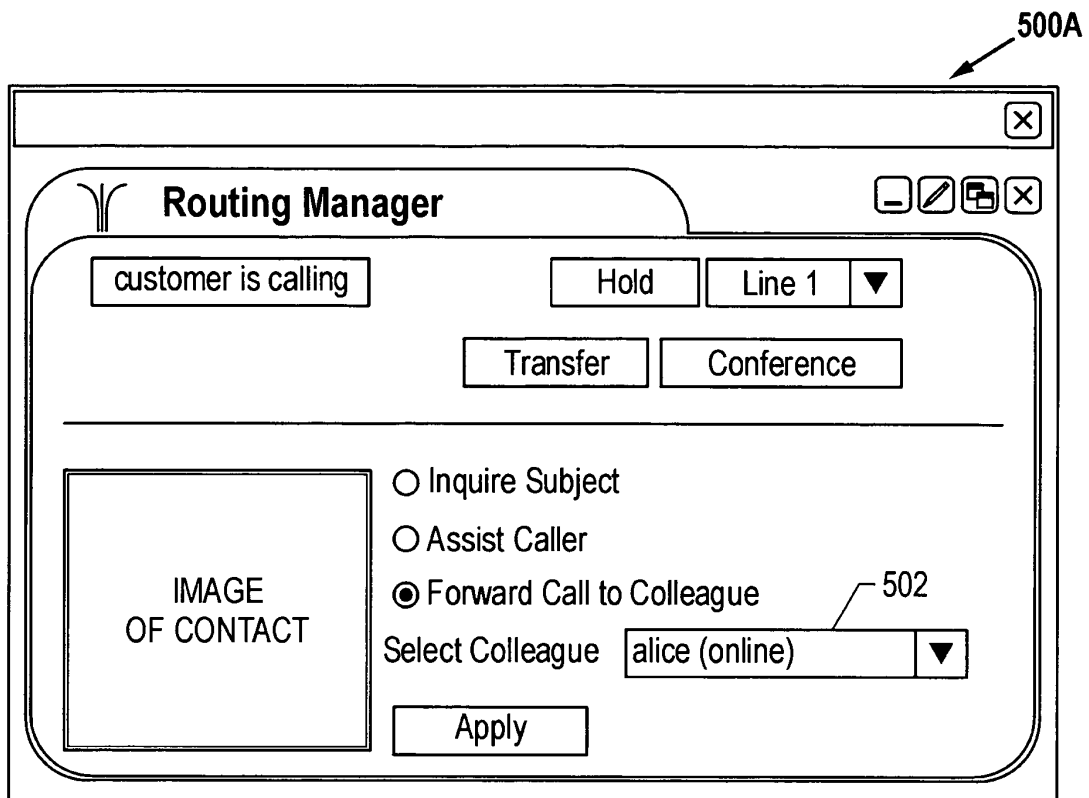 500A
Routing Manager
customer is calling
Hold
Line 1
Transfer
Conference
Inquire Subject
Assist Caller
Forward Call to Colleague
502
Select Colleague
alice (online)
IMAGE
OF CONTACT
Apply